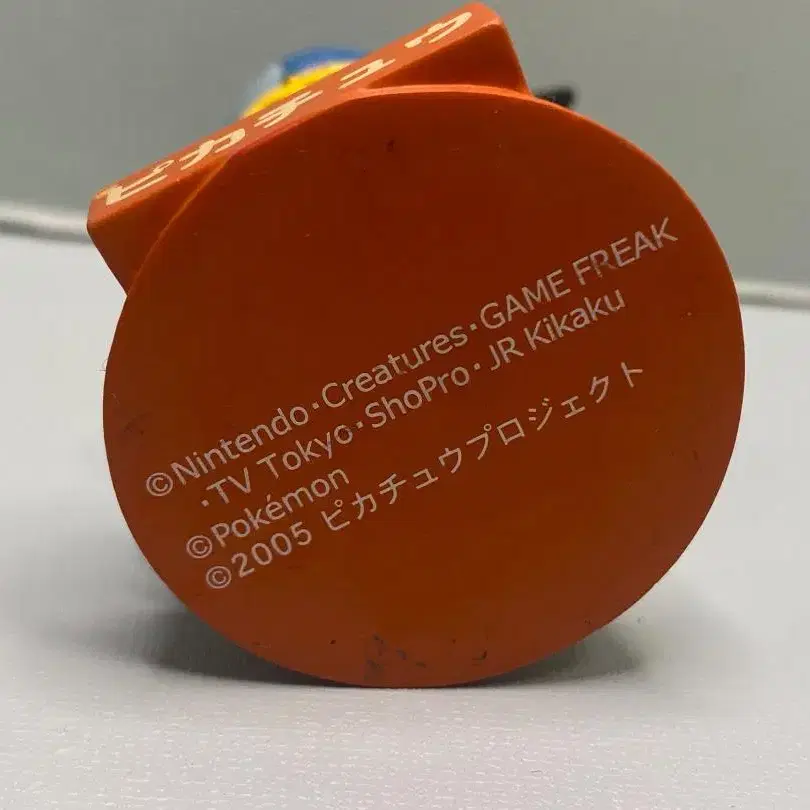 ピカチュウ
©Nintendo・Creatures・GAME FREAK
・TV Tokyo・ShoPro・JR Kikaku
©Pokémon
©2005 ピカチュウプロジェクト